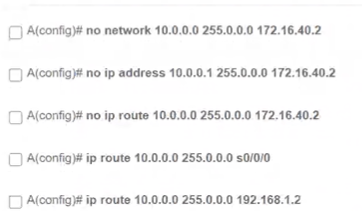 A(config)# no network 10.0.0.0 255.0.0.0 172.16.40.2
A(config)# no ip address 10.0.0.1 255.0.0.0 172.16.40.2
A(config)# no ip route 10.0.0.0 255.0.0.0 172.16.40.2
A(config)# ip route 10.0.0.0 255.0.0.0 s0/0/0
A(config)# ip route 10.0.0.0 255.0.0.0 192.168.1.2